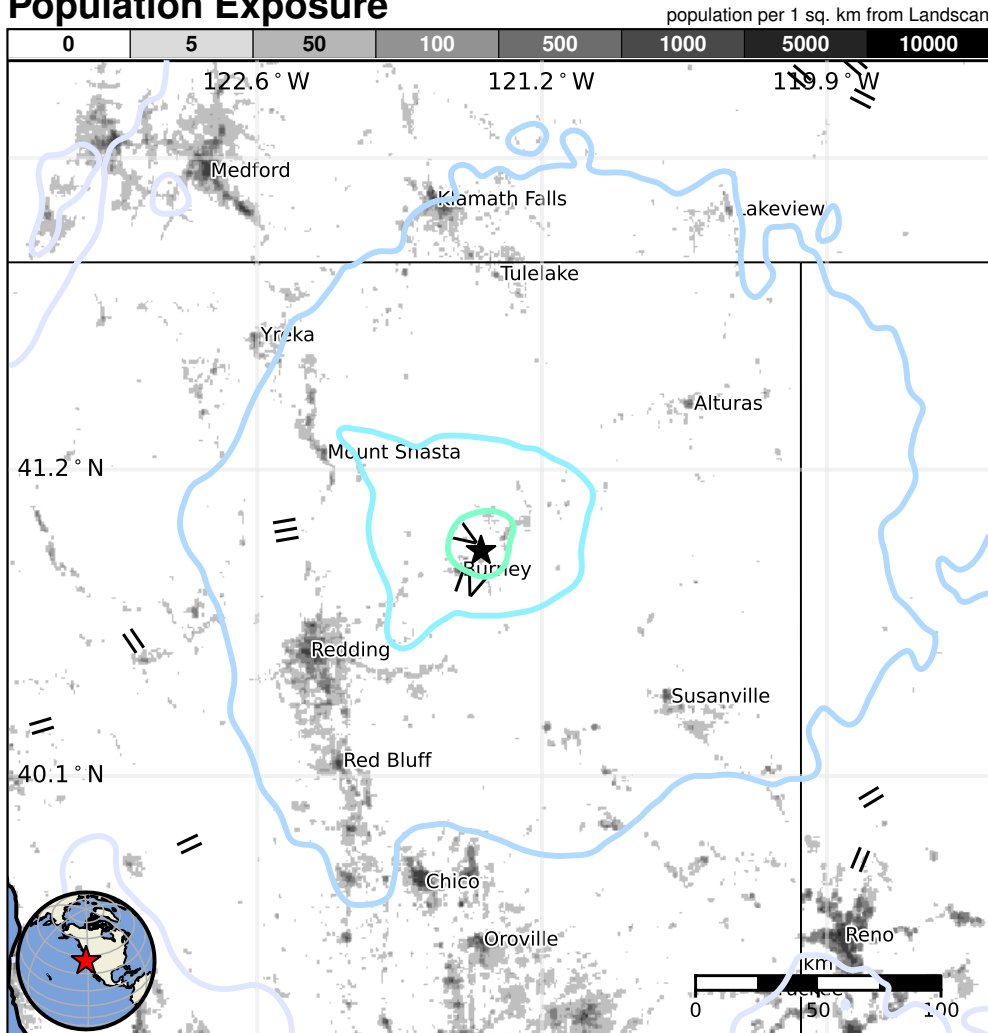 Population Exposure
population per 1 sq. km from Landscan
0 5 50 100 500 1000 5000 10000
122.6°W 121.2°W 119.9°W
Medford
Klamath Falls
Lakeview
Tulelake
Yreka
Alturas
Mount Shasta
41.2°N
Burney
Redding
Susanville
Red Bluff
40.1°N
Chico
Reno
Oroville
km
Truckee
0 50 100